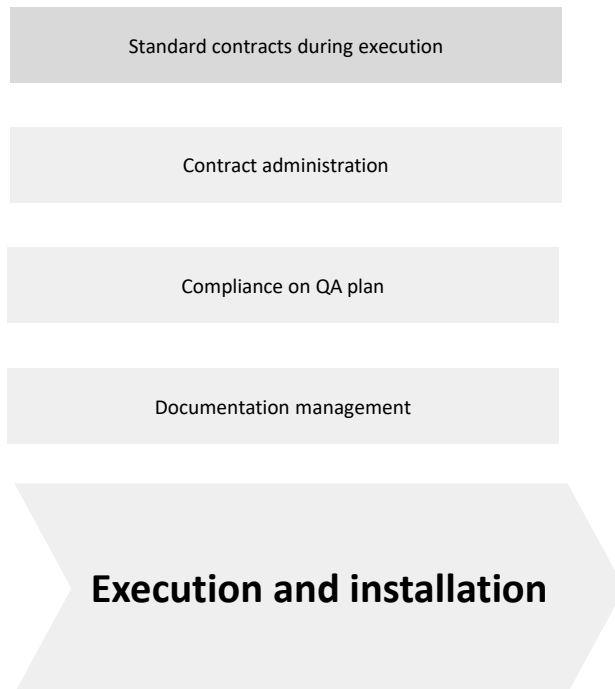 Standard contracts during execution
Contract administration
Compliance on QA plan
Documentation management
Execution and installation